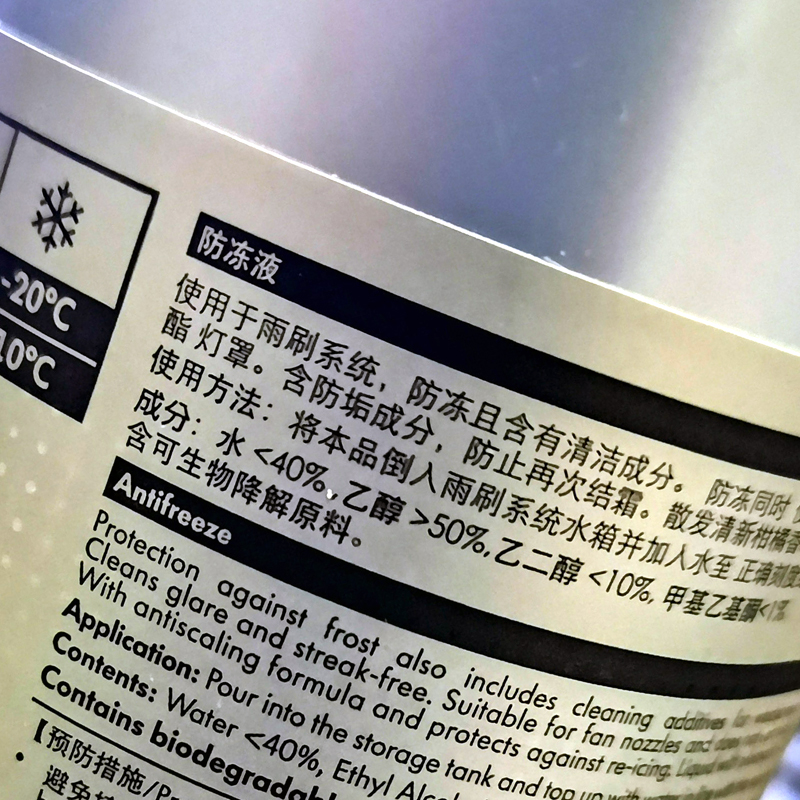 -20°C
10°C
防冻液
使用于雨刷系统，防冻且含有清洁成分。防冻同时
酯 灯罩。含防垢成分，防止再次结霜。散发清新柑橘香
使用方法：将本品倒入雨刷系统水箱并加入水至 正确刻度
成分：水 <40%, 乙醇 >50%, 乙二醇 <10%, 甲基乙基酮<1%
含可生物降解原料。
Antifreeze
Protection against frost also includes cleaning additives for
Cleans glare and streak-free. Suitable for fan nozzles and
With antiscaling formula and protects against re-icing. Liquid with
Application: Pour into the storage tank and top up with
Contents: Water <40%, Ethyl
Contains
【预防措施/
避免